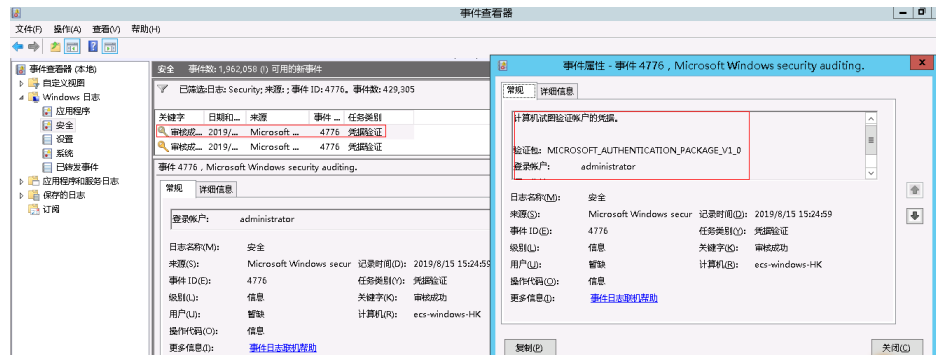 事件查看器
文件(F) 操作(A) 查看(V) 帮助(H)
事件查看器 (本地)
自定义视图
Windows 日志
应用程序
安全
设置
系统
已转发事件
应用程序和服务日志
保存的日志
订阅
安全 事件数: 1,962,058 (!) 可用的新事件
已筛选:日志: Security; 来源: ; 事件 ID: 4776。事件数: 429,305
关键字 日期和... 来源 事件 ... 任务类别
审核成... 2019/... Microsoft ... 4776 凭据验证
审核成... 2019/... Microsoft ... 4776 凭据验证
事件 4776 , Microsoft Windows security auditing.
常规 详细信息
登录帐户: administrator
日志名称(M): 安全
来源(S): Microsoft Windows secur 记录时间(D): 2019/8/15 15:24:59
事件 ID(E): 4776 任务类别(Y): 凭据验证
级别(L): 信息 关键字(K): 审核成功
用户(U): 暂缺 计算机(R): ecs-windows-HK
操作代码(O): 信息
更多信息(I): 事件日志联机帮助
事件属性 - 事件 4776 , Microsoft Windows security auditing.
常规 详细信息
计算机试图验证帐户的凭据。
验证包: MICROSOFT_AUTHENTICATION_PACKAGE_V1_0
登录帐户: administrator
日志名称(M): 安全
来源(S): Microsoft Windows secur 记录时间(D): 2019/8/15 15:24:59
事件 ID(E): 4776 任务类别(Y): 凭据验证
级别(L): 信息 关键字(K): 审核成功
用户(U): 暂缺 计算机(R): ecs-windows-HK
操作代码(O): 信息
更多信息(I): 事件日志联机帮助
复制(P) 关闭(C)